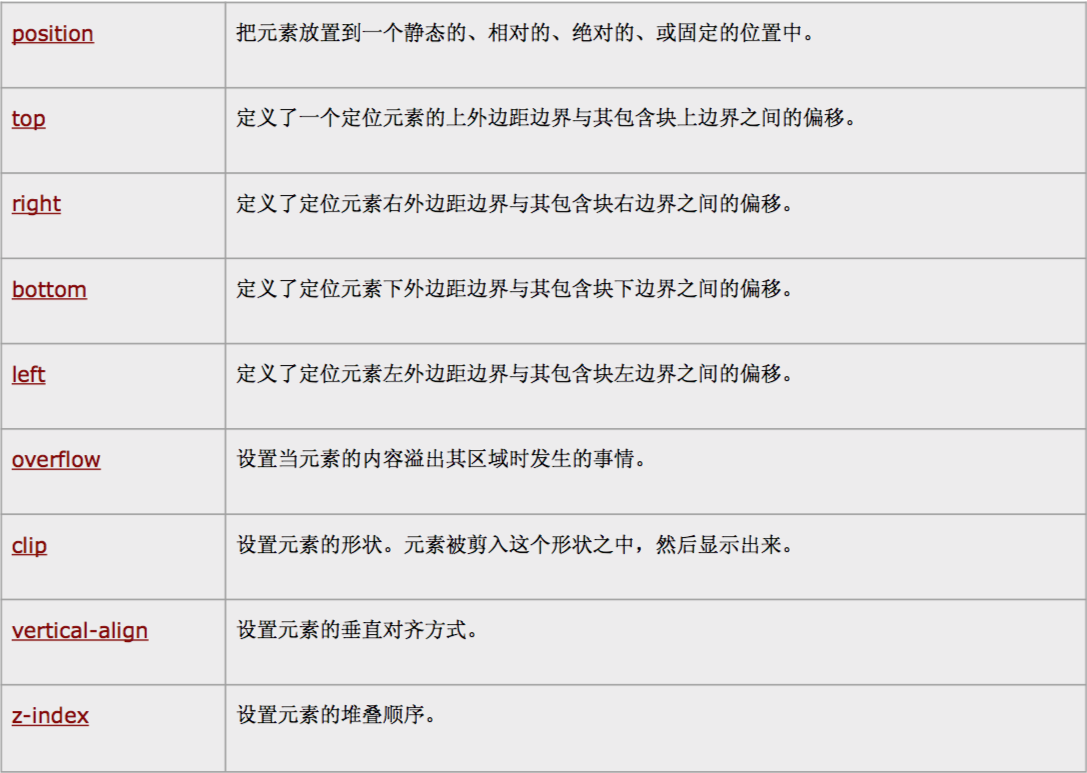 position 把元素放置到一个静态的、相对的、绝对的、或固定的位置中。
top 定义了一个定位元素的上外边距边界与其包含块上边界之间的偏移。
right 定义了定位元素右外边距边界与其包含块右边界之间的偏移。
bottom 定义了定位元素下外边距边界与其包含块下边界之间的偏移。
left 定义了定位元素左外边距边界与其包含块左边界之间的偏移。
overflow 设置当元素的内容溢出其区域时发生的事情。
clip 设置元素的形状。元素被剪入这个形状之中，然后显示出来。
vertical-align 设置元素的垂直对齐方式。
z-index 设置元素的堆叠顺序。